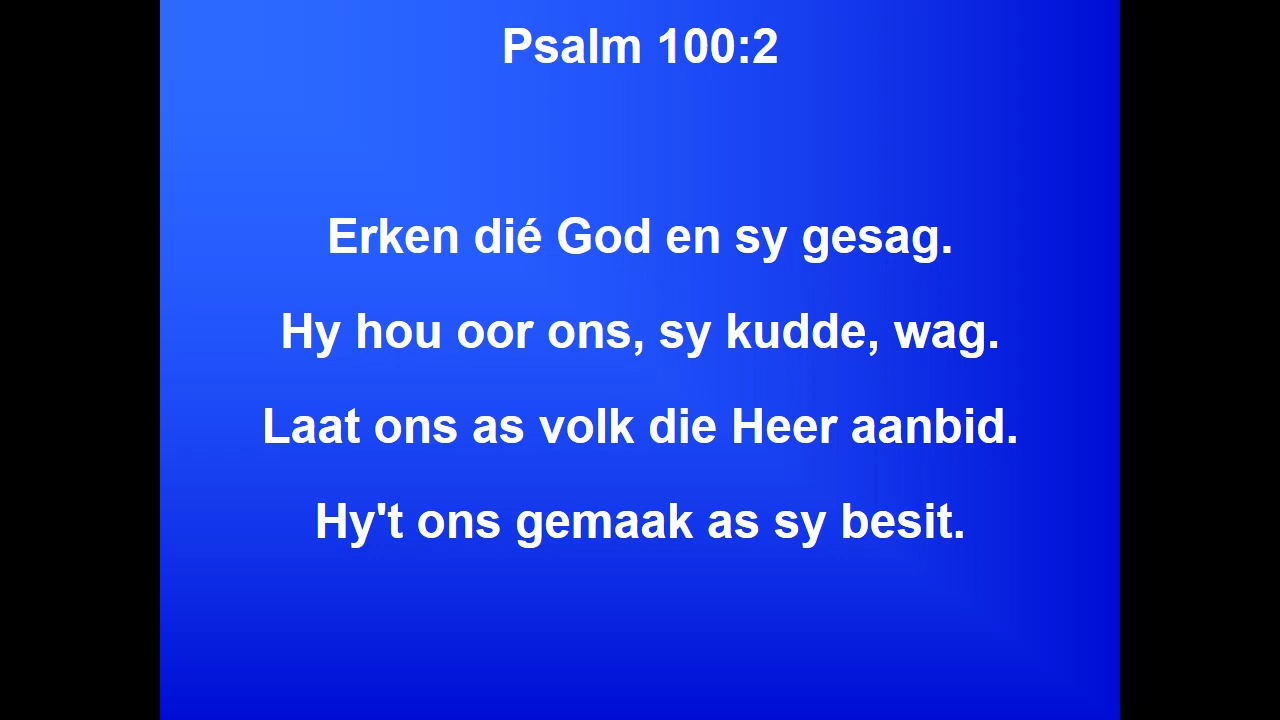 Psalm 100:2
Erken dié God en sy gesag.
Hy hou oor ons, sy kudde, wag.
Laat ons as volk die Heer aanbid.
Hy't ons gemaak as sy besit.